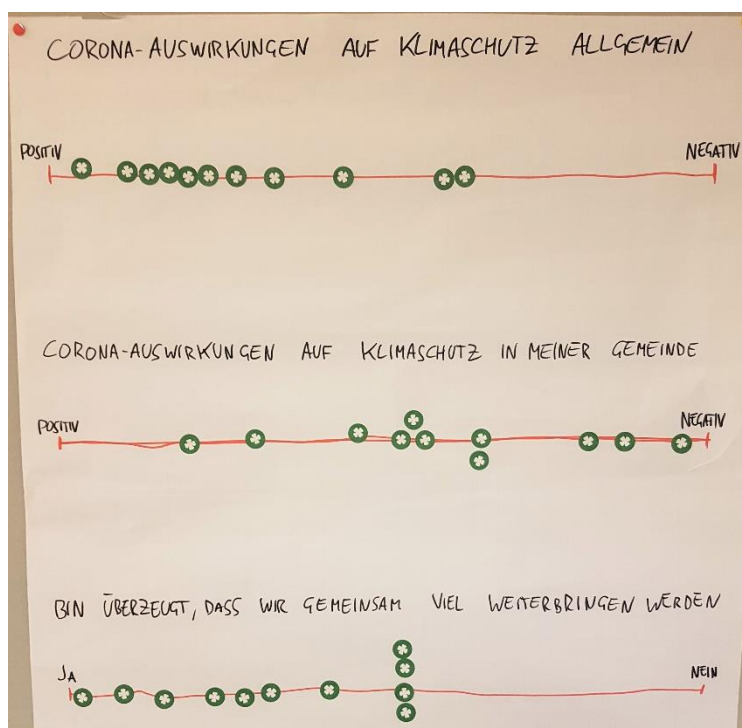 CORONA-AUSWIRKUNGEN AUF KLIMASCHUTZ ALLGEMEIN
POSITIV NEGATIV
CORONA-AUSWIRKUNGEN AUF KLIMASCHUTZ IN MEINER GEMEINDE
POSITIV NEGATIV
BIN ÜBERZEUGT, DASS WIR GEMEINSAM VIEL WEITERBRINGEN WERDEN
JA NEIN